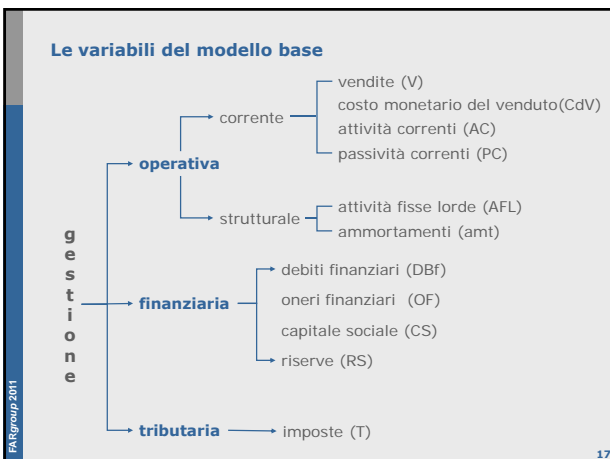 Le variabili del modello base
gestione
operativa
corrente
vendite (V)
costo monetario del venduto(CdV)
attività correnti (AC)
passività correnti (PC)
strutturale
attività fisse lorde (AFL)
ammortamenti (amt)
finanziaria
debiti finanziari (DBf)
oneri finanziari (OF)
capitale sociale (CS)
riserve (RS)
tributaria
imposte (T)
FARgroup 2011
17